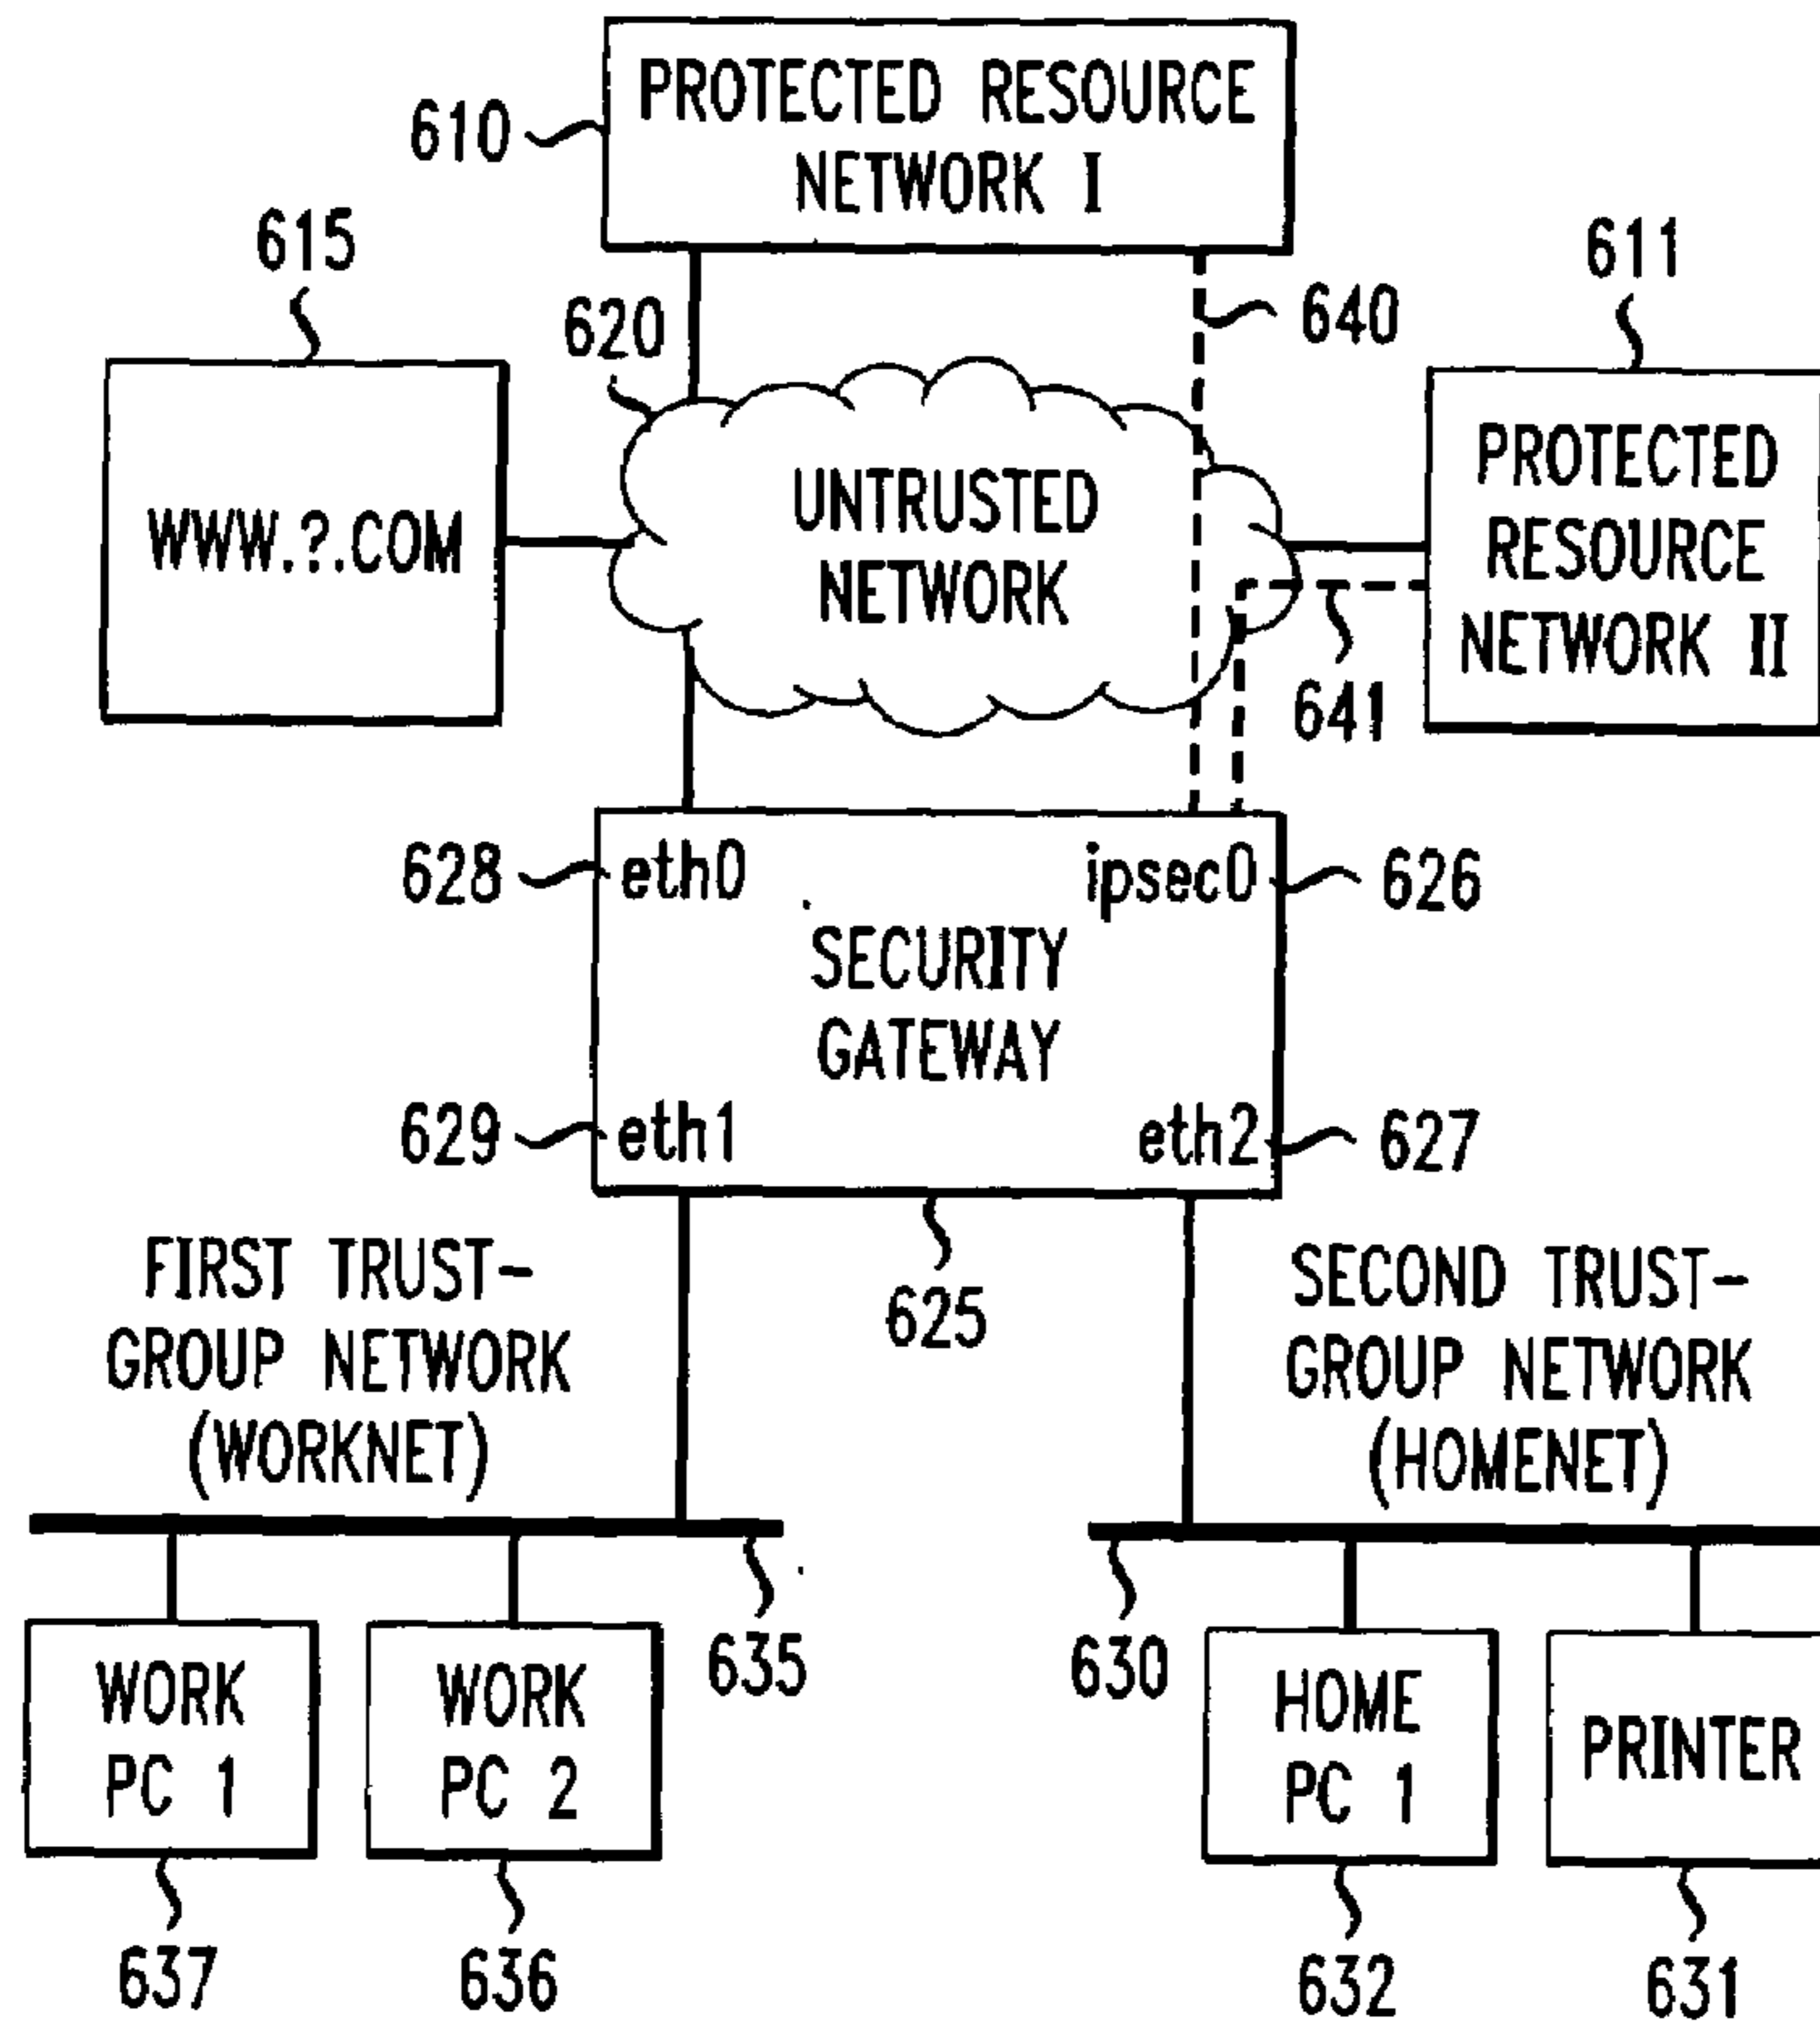 PROTECTED RESOURCE
NETWORK I
610
615
620
640
611
WWW.?.COM
UNTRUSTED
NETWORK
PROTECTED
RESOURCE
NETWORK II
641
628
eth0
ipsec0
626
SECURITY
GATEWAY
629
eth1
eth2
627
625
FIRST TRUST-
GROUP NETWORK
(WORKNET)
SECOND TRUST-
GROUP NETWORK
(HOMENET)
635
630
WORK
PC 1
WORK
PC 2
HOME
PC 1
PRINTER
637
636
632
631